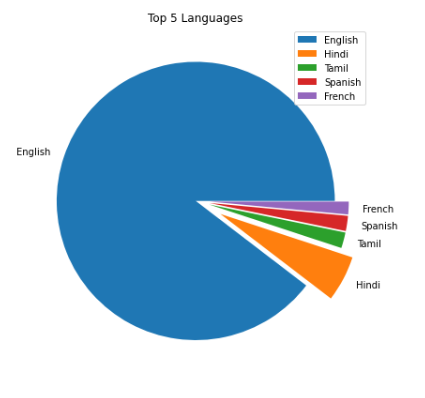 Top 5 Languages
English
Hindi
Tamil
Spanish
French
English
French
Spanish
Tamil
Hindi